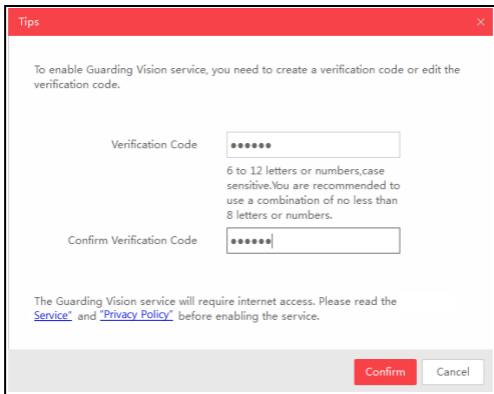 Tips
To enable Guarding Vision service, you need to create a verification code or edit the
verification code.
Verification Code
6 to 12 letters or numbers,case
sensitive.You are recommended to
use a combination of no less than
8 letters or numbers.
Confirm Verification Code
The Guarding Vision service will require internet access. Please read the
Service" and "Privacy Policy" before enabling the service.
Confirm Cancel